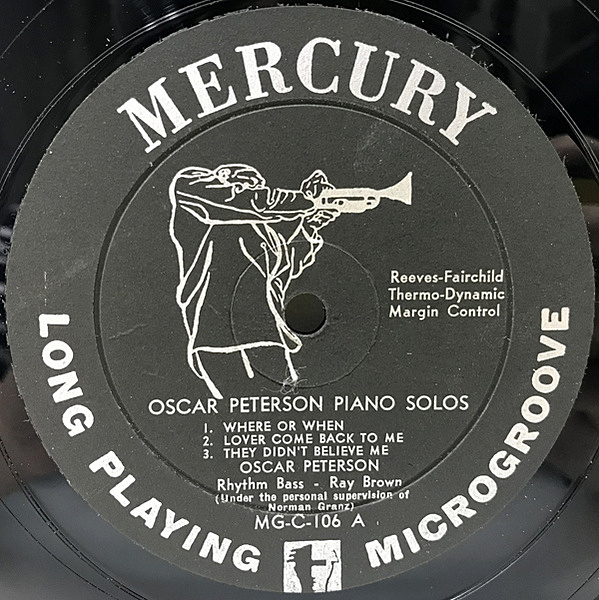 MERCURY
Reeves-Fairchild
Thermo-Dynamic
Margin Control
OSCAR PETERSON PIANO SOLOS
1. WHERE OR WHEN
2. LOVER COME BACK TO ME
3. THEY DIDN'T BELIEVE ME
OSCAR PETERSON
Rhythm Bass - Ray Brown
(Under the personal supervision of
Norman Granz)
MG-C-106 A
LONG PLAYING MICROGROOVE